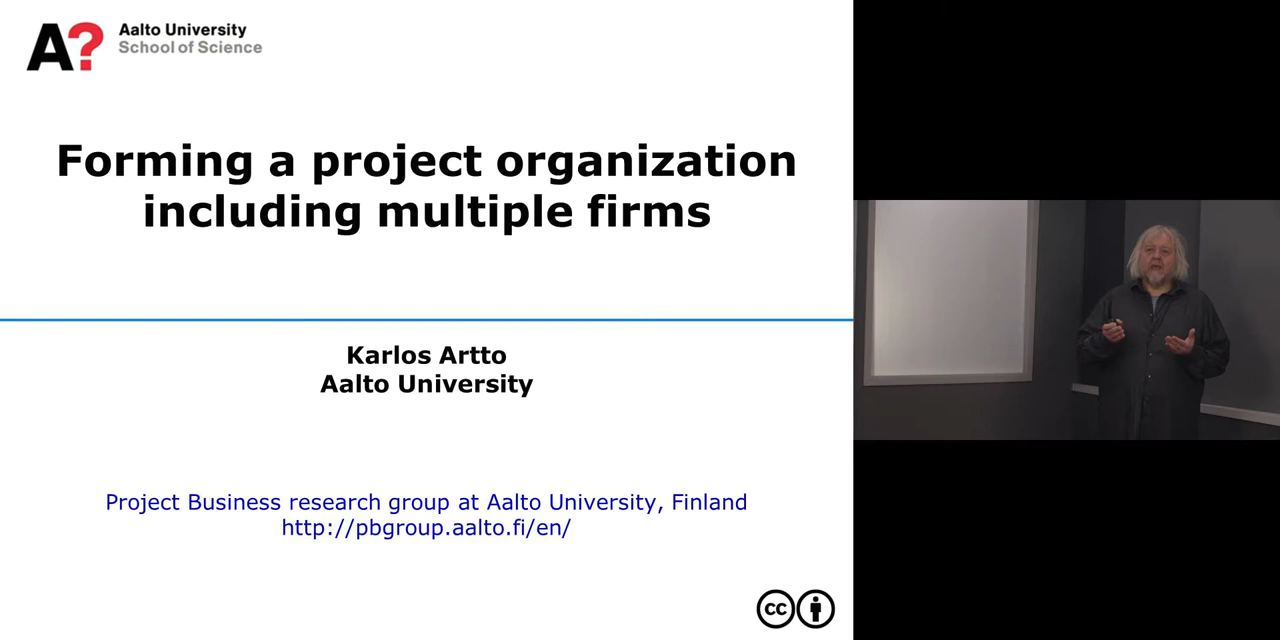 A?
Aalto University
School of Science
Forming a project organization
including multiple firms
Karlos Artto
Aalto University
Project Business research group at Aalto University, Finland
http://pbgroup.aalto.fi/en/
cc